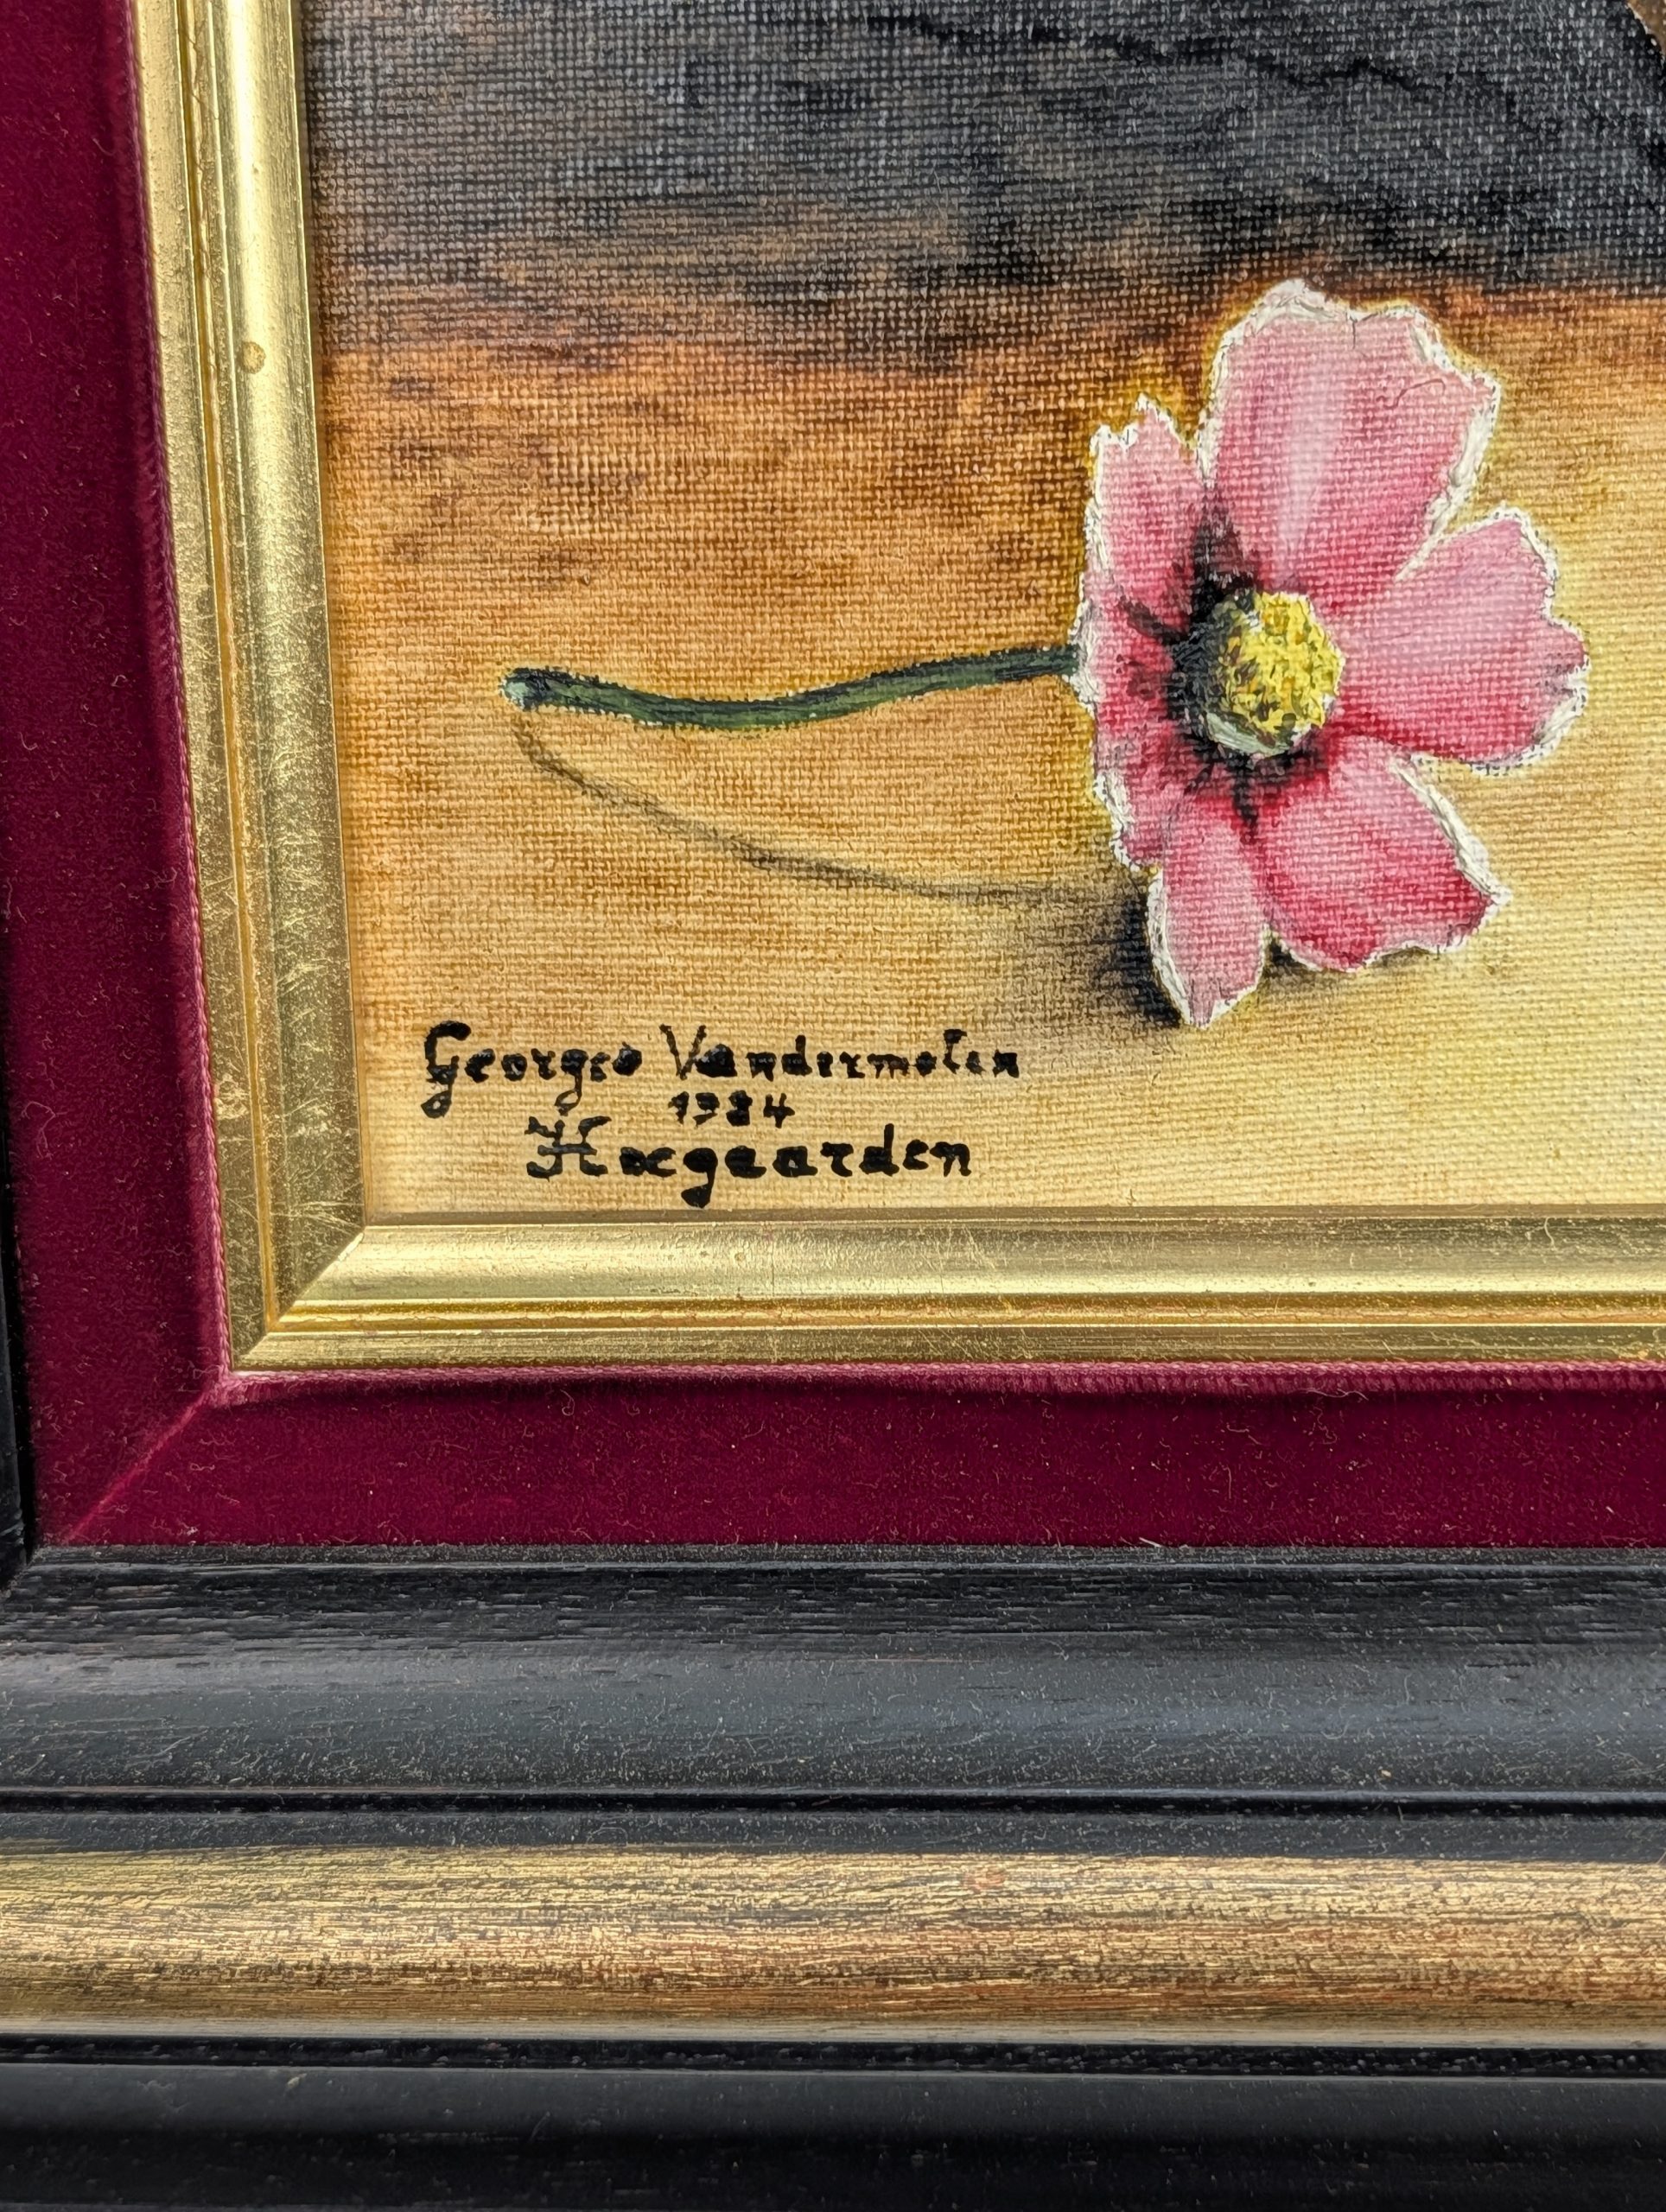 Georges Vandermolen
1984
Hoegaarden